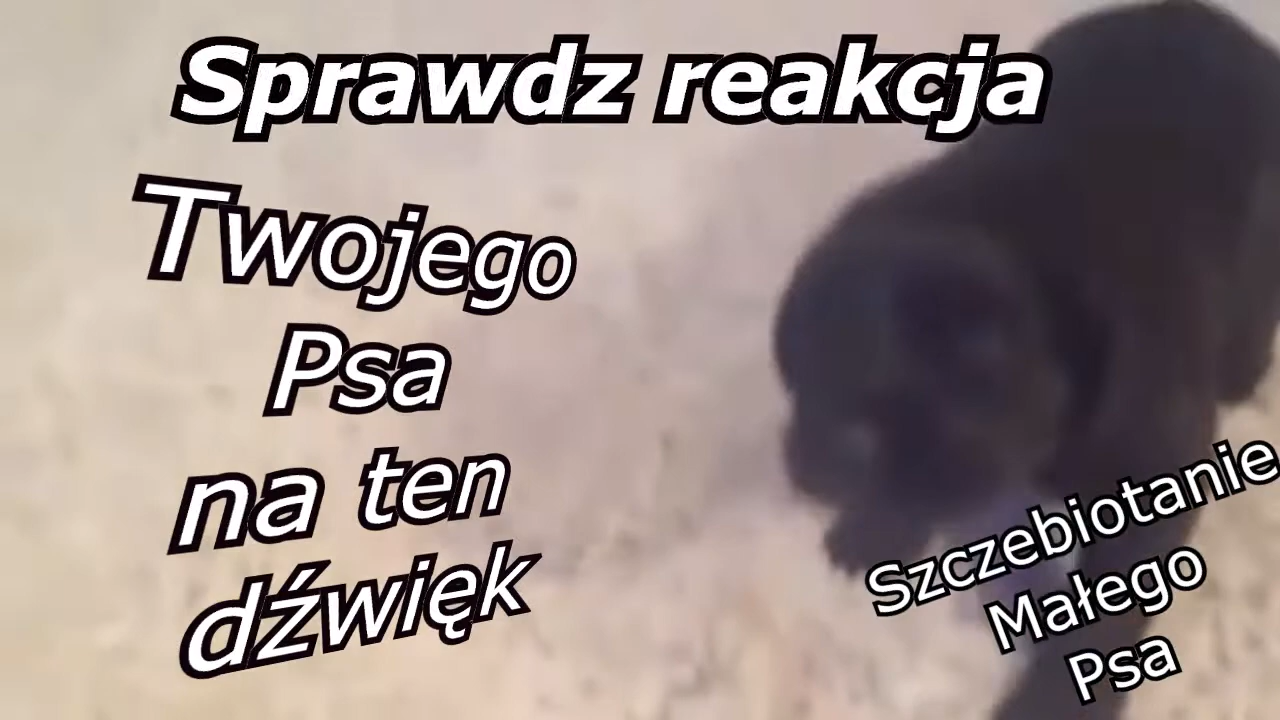 Sprawdz reakcja
Twojego
Psa
na ten
dźwięk
Szczebiotanie
Małego
Psa